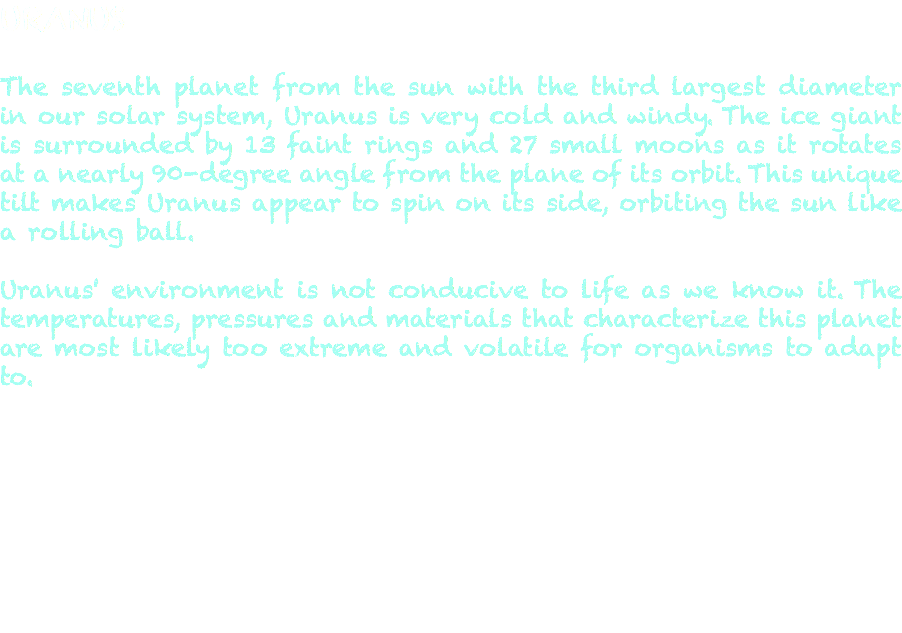 The seventh planet from the sun with the third largest diameter
in our solar system, Uranus is very cold and windy. The ice giant
is surrounded by 13 faint rings and 27 small moons as it rotates
at a nearly 90-degree angle from the plane of its orbit. This unique
tilt makes Uranus appear to spin on its side, orbiting the sun like
a rolling ball.
Uranus' environment is not conducive to life as we know it. The
temperatures, pressures and materials that characterize this planet
are most likely too extreme and volatile for organisms to adapt
to.